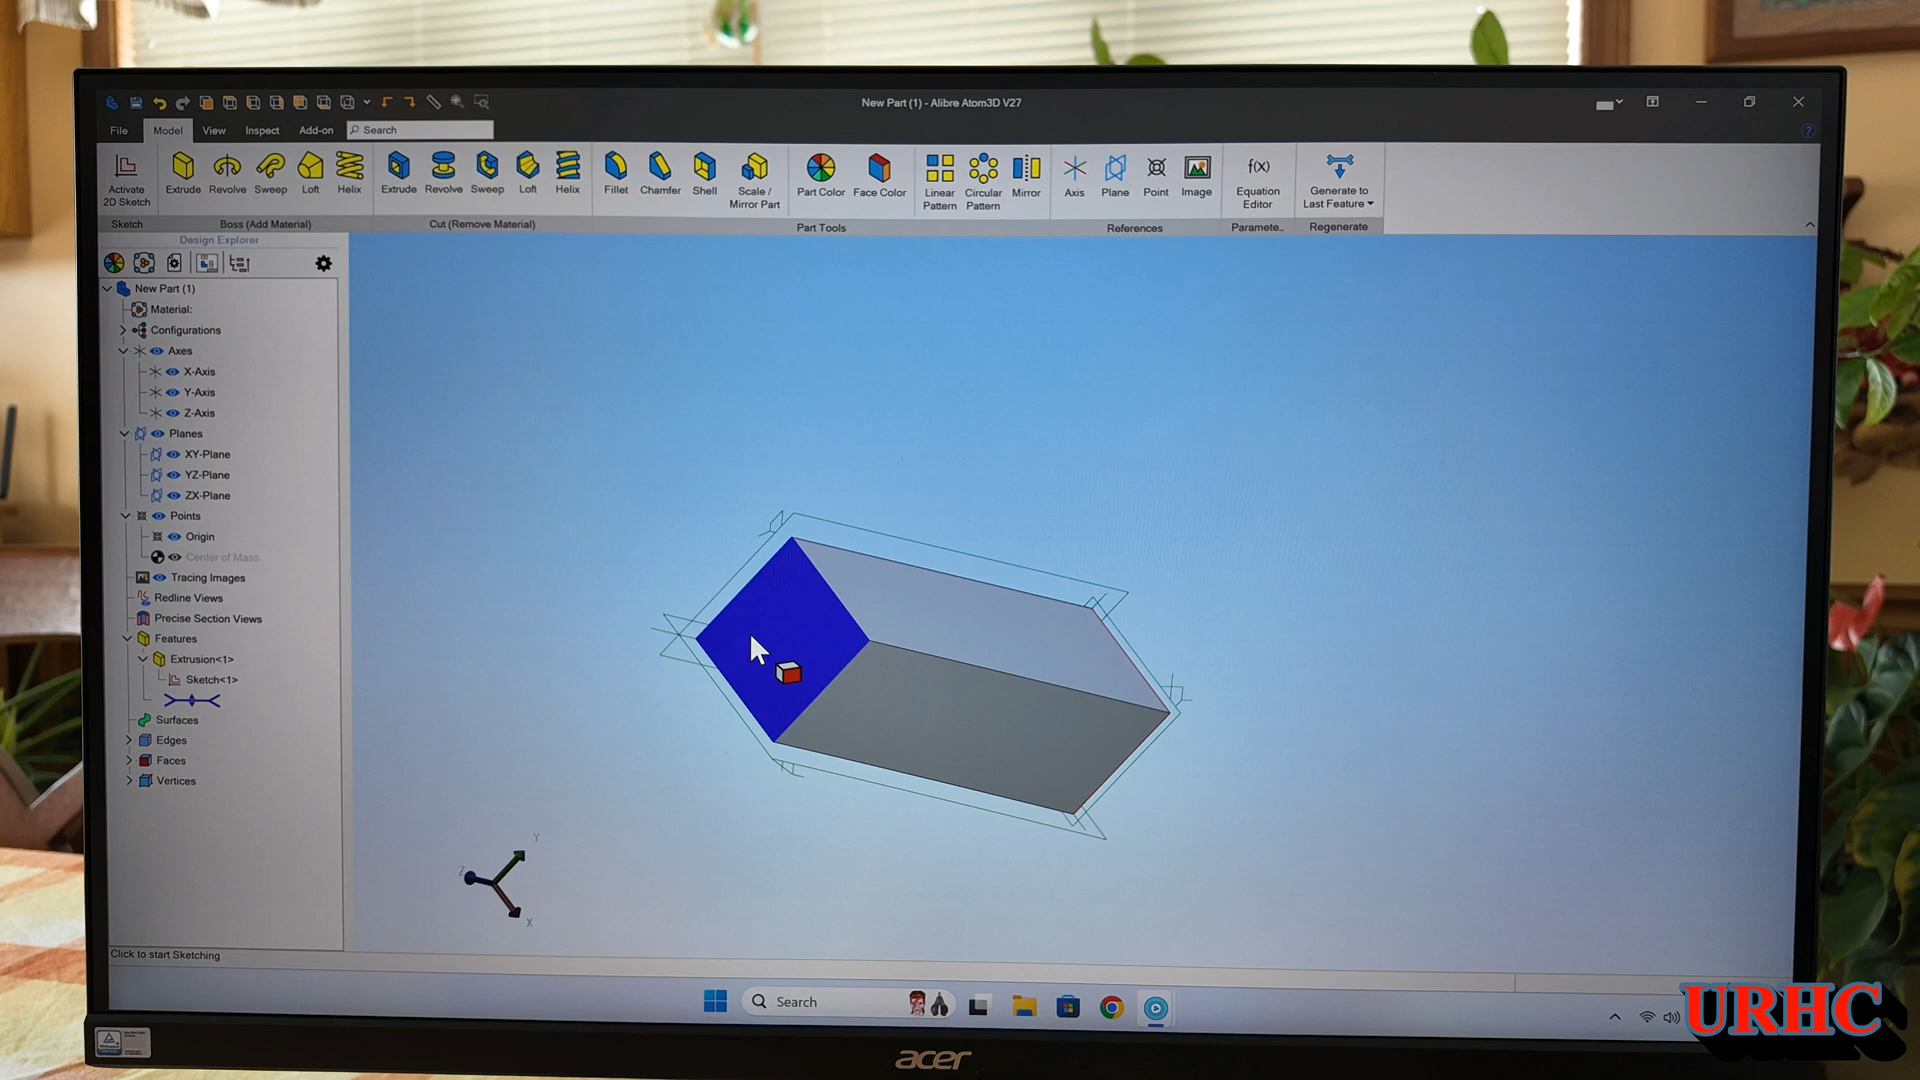 New Part (1) - Alibre Atom3D V27
File Model View Inspect Add-on Search
Activate 2D Sketch
Extrude Revolve Sweep Loft Helix
Extrude Revolve Sweep Loft Helix
Fillet Chamfer Shell Scale / Mirror Part
Part Color Face Color
Linear Pattern Circular Pattern Mirror
Axis Plane Point Image
f(x)
Equation Editor
Generate to Last Feature
Sketch Boss (Add Material) Cut (Remove Material) Part Tools References Paramete... Regenerate
Design Explorer
New Part (1)
Material:
Configurations
Axes
X-Axis
Y-Axis
Z-Axis
Planes
XY-Plane
YZ-Plane
ZX-Plane
Points
Origin
Center of Mass
Tracing Images
Redline Views
Precise Section Views
Features
Extrusion<1>
Sketch<1>
Surfaces
Edges
Faces
Vertices
Y
Z
X
Click to start Sketching
Search
URHC
acer